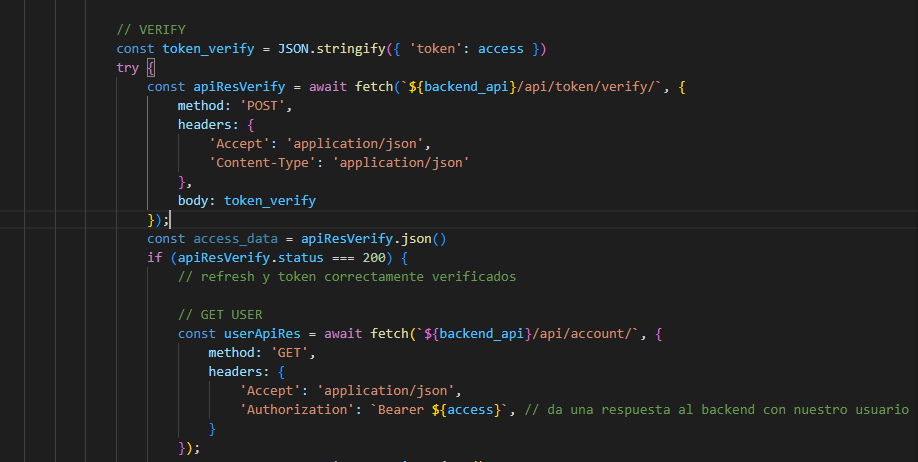 // VERIFY
const token_verify = JSON.stringify({ 'token': access })
try {
const apiResVerify = await fetch(`${backend_api}/api/token/verify/`, {
method: 'POST',
headers: {
'Accept': 'application/json',
'Content-Type': 'application/json'
},
body: token_verify
});
const access_data = apiResVerify.json()
if (apiResVerify.status === 200) {
// refresh y token correctamente verificados
// GET USER
const userApiRes = await fetch(`${backend_api}/api/account/`, {
method: 'GET',
headers: {
'Accept': 'application/json',
'Authorization': `Bearer ${access}`, // da una respuesta al backend con nuestro usuario
}
});